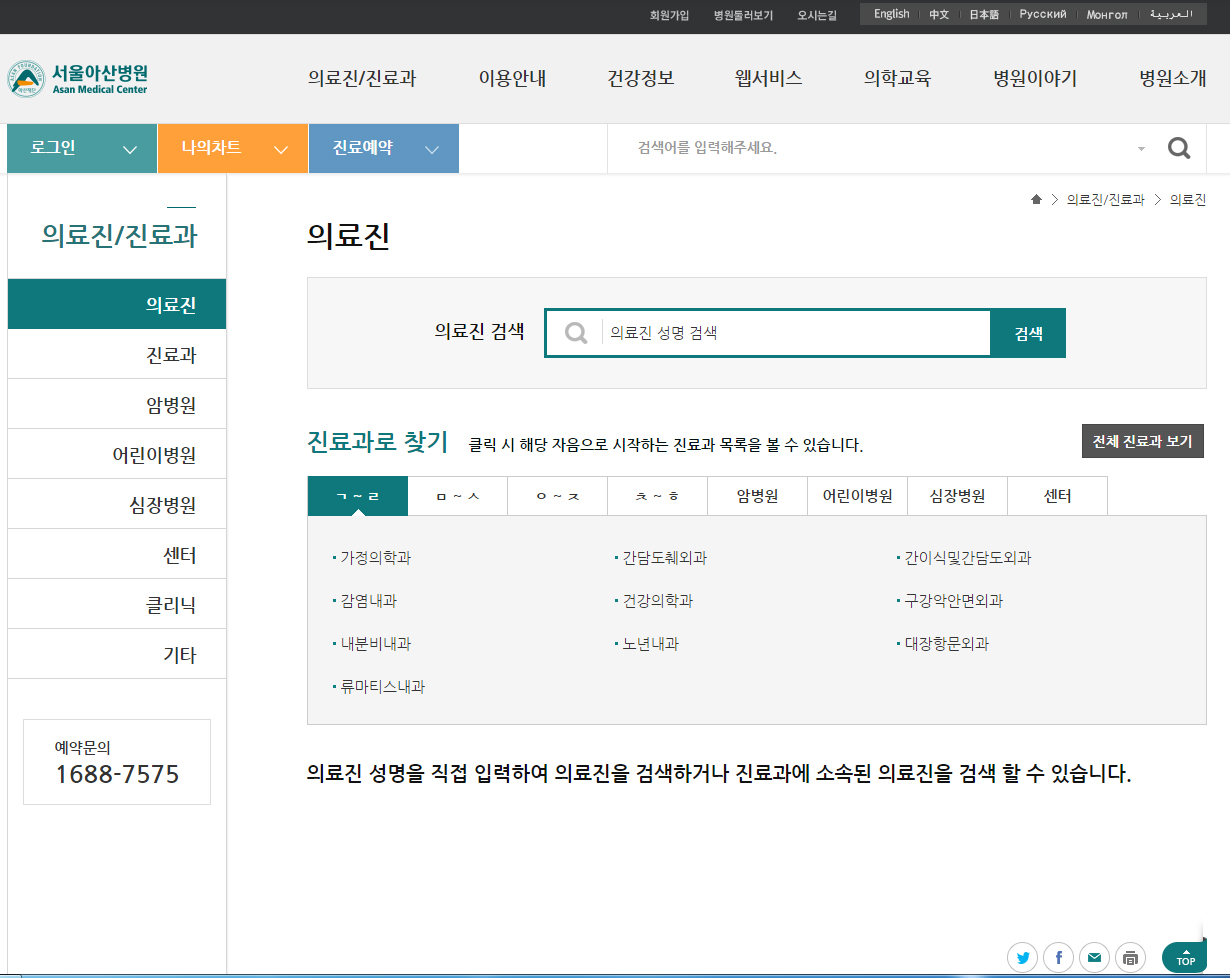 회원가입 병원둘러보기 오시는길 English 中文 日本語 Русский Монгол العربية
서울아산병원
Asan Medical Center
의료진/진료과 이용안내 건강정보 웹서비스 의학교육 병원이야기 병원소개
로그인 나의차트 진료예약 검색어를 입력해주세요.
의료진/진료과 의료진
의료진/진료과
의료진
진료과
암병원
어린이병원
심장병원
센터
클리닉
기타
예약문의
1688-7575
의료진
의료진 검색 의료진 성명 검색 검색
진료과로 찾기 클릭 시 해당 자음으로 시작하는 진료과 목록을 볼 수 있습니다. 전체 진료과 보기
ㄱ ~ ㄹ ㅁ ~ ㅅ ㅇ ~ ㅈ ㅊ ~ ㅎ 암병원 어린이병원 심장병원 센터
가정의학과 간담도췌외과 간이식및간담도외과
감염내과 건강의학과 구강악안면외과
내분비내과 노년내과 대장항문외과
류마티스내과
의료진 성명을 직접 입력하여 의료진을 검색하거나 진료과에 소속된 의료진을 검색 할 수 있습니다.
TOP